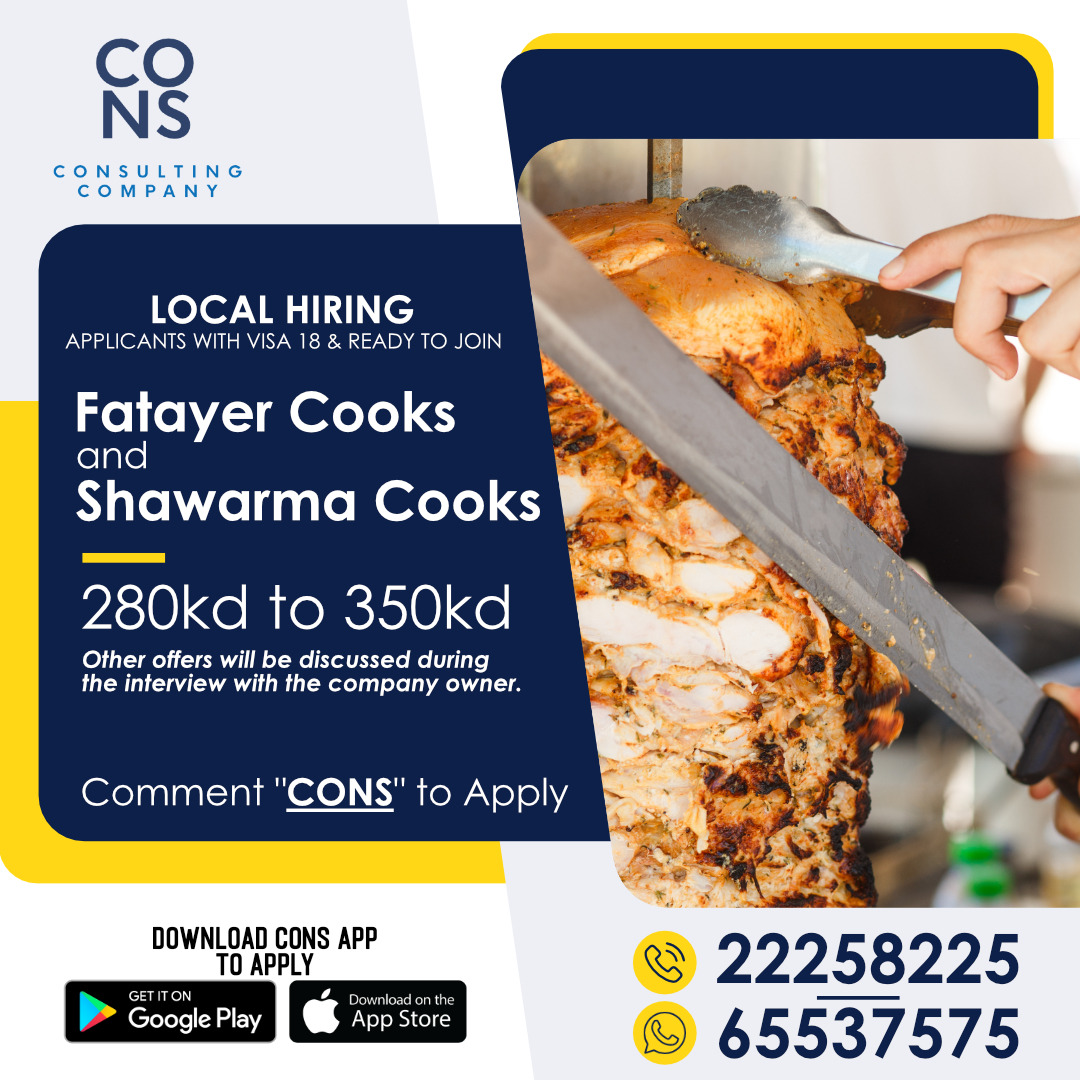 CO
NS
CONSULTING
COMPANY
LOCAL HIRING
APPLICANTS WITH VISA 18 & READY TO JOIN
Fatayer Cooks
and
Shawarma Cooks
280kd to 350kd
Other offers will be discussed during
the interview with the company owner.
Comment "CONS" to Apply
DOWNLOAD CONS APP
TO APPLY
GET IT ON
Google Play
Download on the
App Store
22258225
65537575